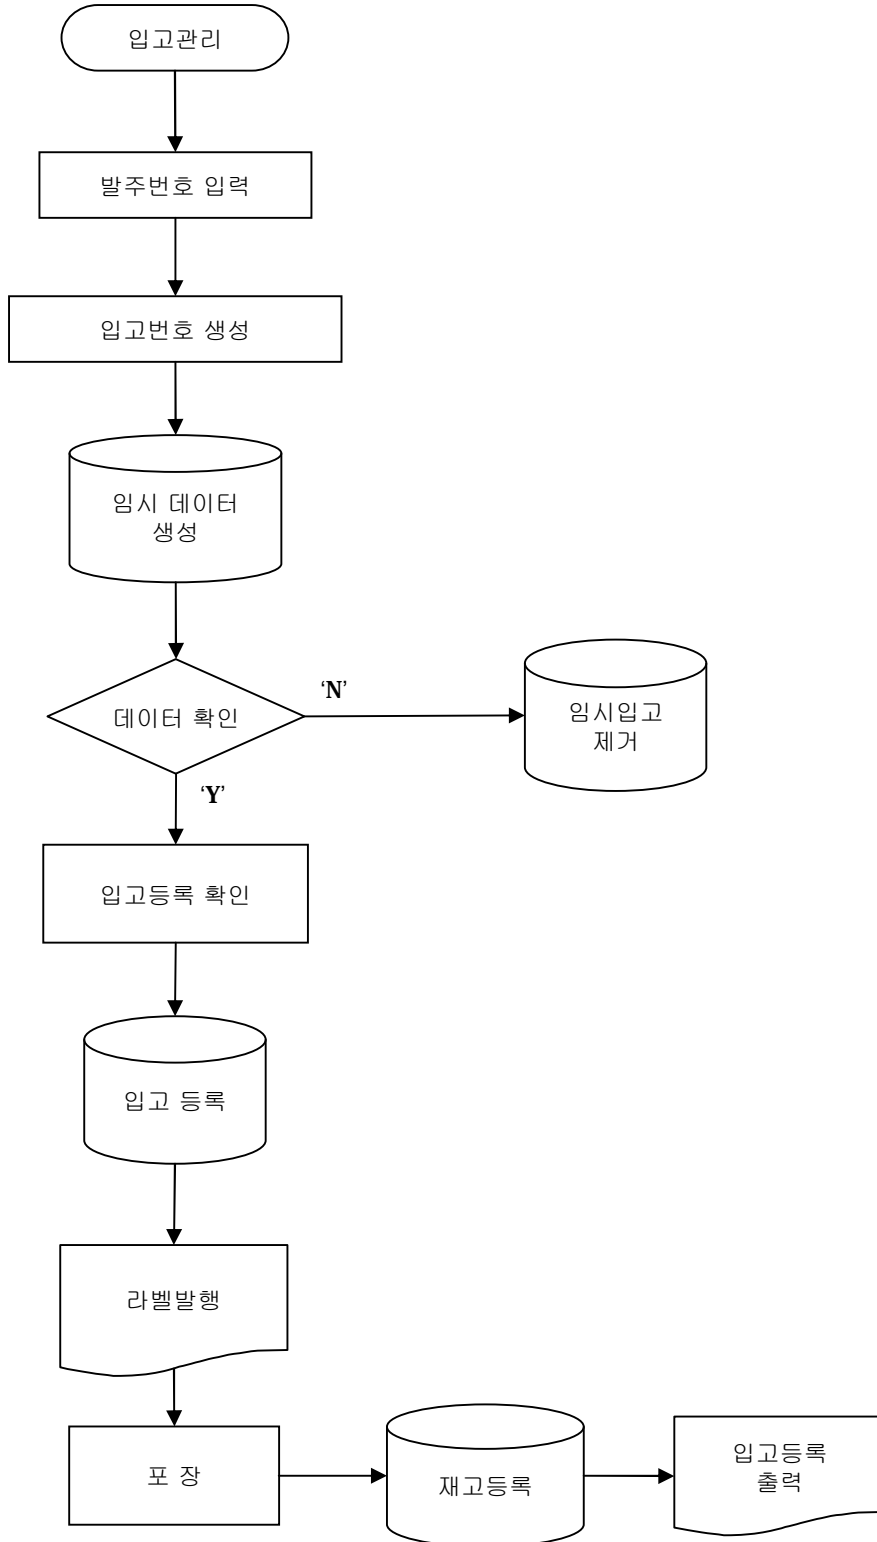 입고관리
발주번호 입력
입고번호 생성
임시 데이터
생성
데이터 확인
‘N’
임시입고
제거
‘Y’
입고등록 확인
입고 등록
라벨발행
포 장
재고등록
입고등록
출력